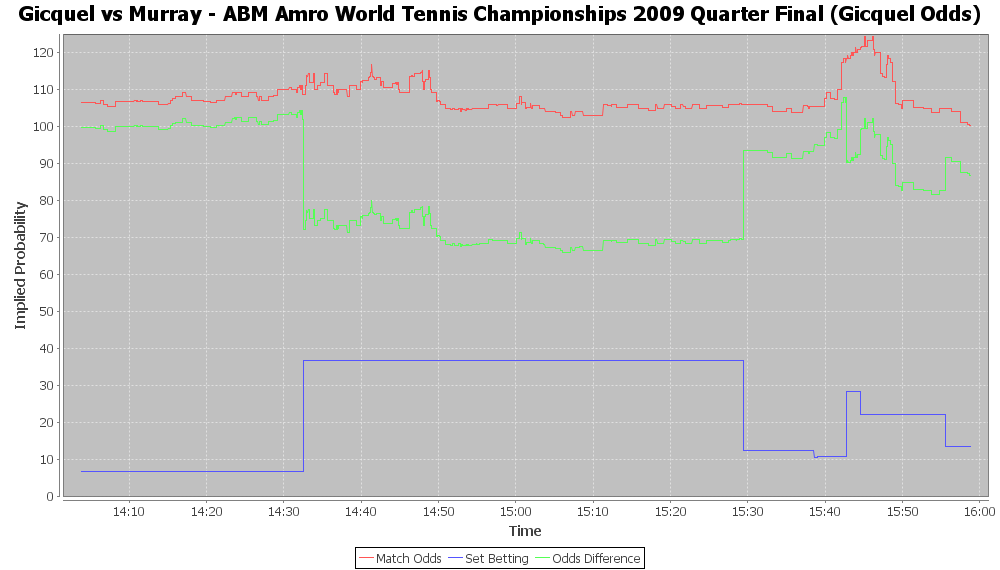 Gicquel vs Murray - ABM Amro World Tennis Championships 2009 Quarter Final (Gicquel Odds)
Implied Probability
120
110
100
90
80
70
60
50
40
30
20
10
0
14:10 14:20 14:30 14:40 14:50 15:00 15:10 15:20 15:30 15:40 15:50 16:00
Time
Match Odds Set Betting Odds Difference